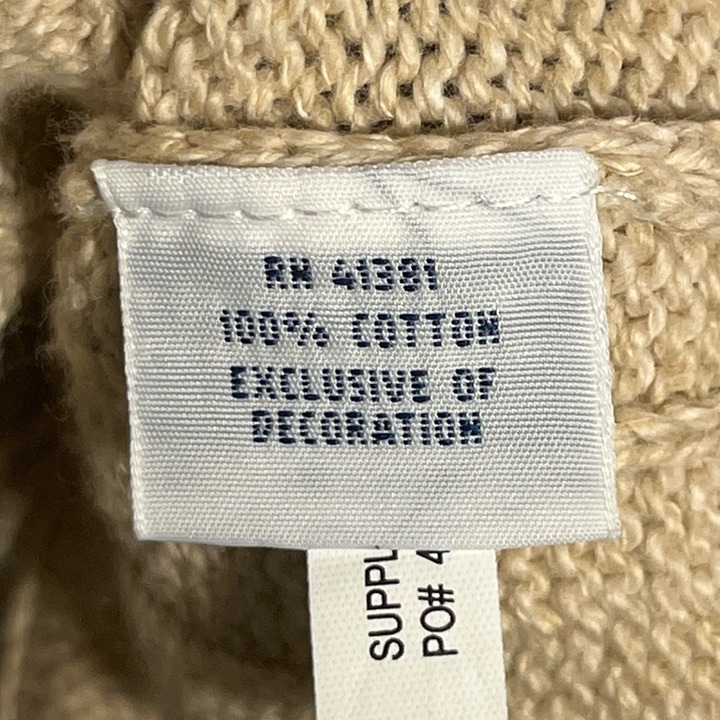 RN 41381
100% COTTON
EXCLUSIVE OF
DECORATION
SUPPL
PO# 4